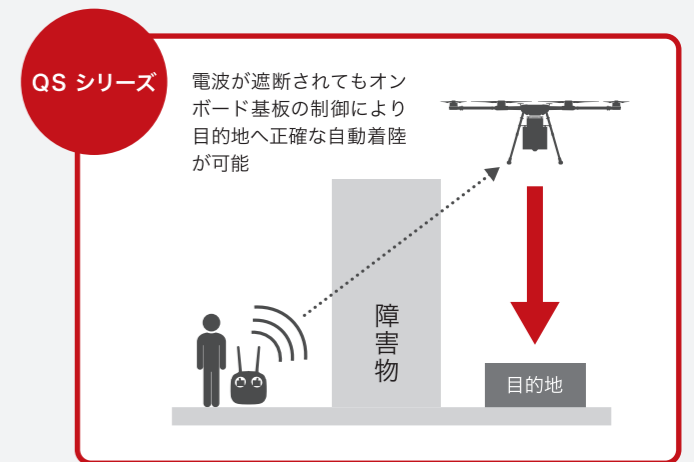 QS シリーズ
電波が遮断されてもオン
ボード基板の制御により
目的地へ正確な自動着陸
が可能
障害物
目的地